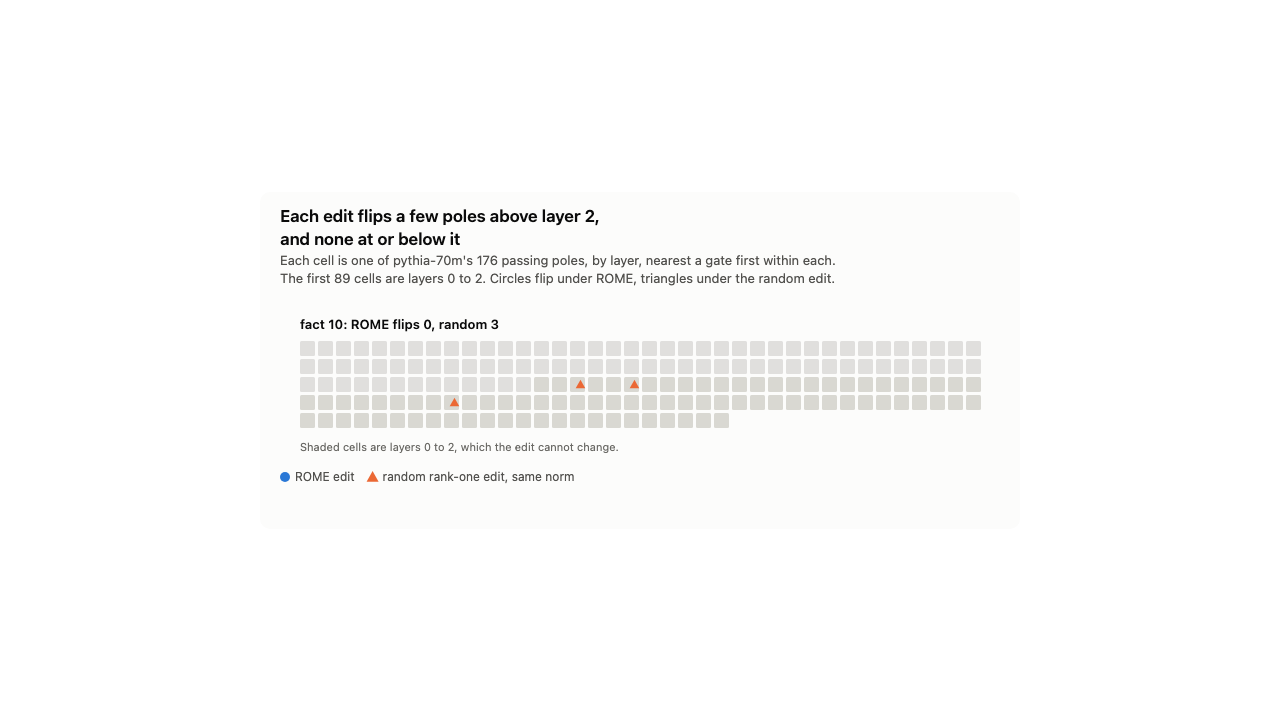 Each edit flips a few poles above layer 2,
and none at or below it
Each cell is one of pythia-70m's 176 passing poles, by layer, nearest a gate first within each.
The first 89 cells are layers 0 to 2. Circles flip under ROME, triangles under the random edit.
fact 10: ROME flips 0, random 3
Shaded cells are layers 0 to 2, which the edit cannot change.
ROME edit random rank-one edit, same norm